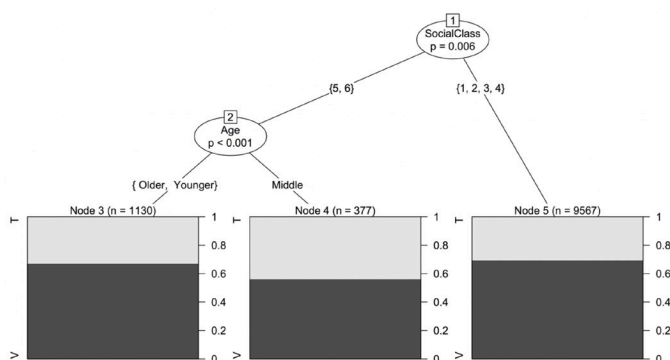 1
SocialClass
p = 0.006
{5, 6}
{1, 2, 3, 4}
2
Age
p < 0.001
{ Older, Younger}
Middle
Node 3 (n = 1130)
T
V
1
0.8
0.6
0.4
0.2
0
Node 4 (n = 377)
T
V
1
0.8
0.6
0.4
0.2
0
Node 5 (n = 9567)
T
V
1
0.8
0.6
0.4
0.2
0